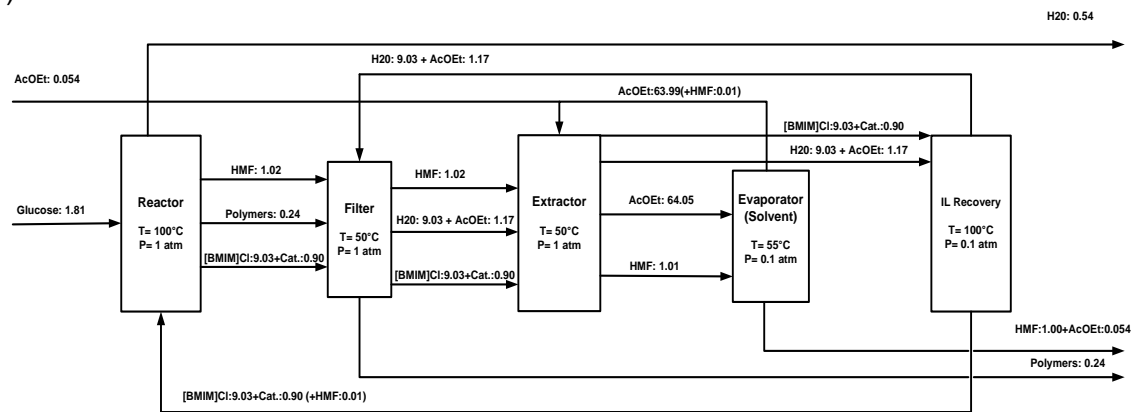 )
H20: 0.54
H20: 9.03 + AcOEt: 1.17
AcOEt: 0.054
AcOEt:63.99(+HMF:0.01)
[BMIM]Cl:9.03+Cat.:0.90
H20: 9.03 + AcOEt: 1.17
HMF: 1.02
HMF: 1.02
Glucose: 1.81
Reactor
T= 100°C
P= 1 atm
Polymers: 0.24
Filter
T= 50°C
P= 1 atm
H20: 9.03 + AcOEt: 1.17
Extractor
T= 50°C
P= 1 atm
AcOEt: 64.05
Evaporator
(Solvent)
T= 55°C
P= 0.1 atm
IL Recovery
T= 100°C
P= 0.1 atm
[BMIM]Cl:9.03+Cat.:0.90
[BMIM]Cl:9.03+Cat.:0.90
HMF: 1.01
HMF:1.00+AcOEt:0.054
Polymers: 0.24
[BMIM]Cl:9.03+Cat.:0.90 (+HMF:0.01)